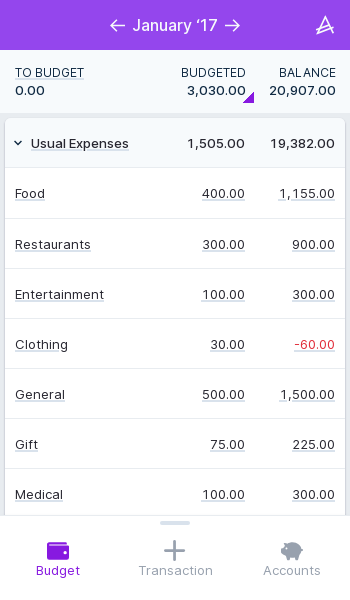 ← January ‘17 →
TO BUDGET BUDGETED BALANCE
0.00 3,030.00 20,907.00
Usual Expenses 1,505.00 19,382.00
Food 400.00 1,155.00
Restaurants 300.00 900.00
Entertainment 100.00 300.00
Clothing 30.00 -60.00
General 500.00 1,500.00
Gift 75.00 225.00
Medical 100.00 300.00
Budget Transaction Accounts